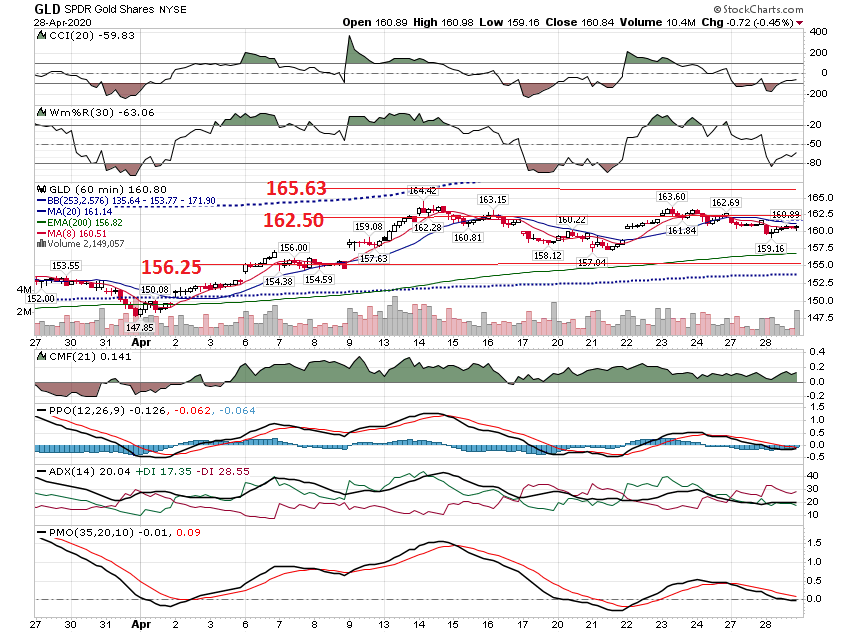 GLD SPDR Gold Shares NYSE
© StockCharts.com
28-Apr-2020 Open 160.89 High 160.98 Low 159.16 Close 160.84 Volume 10.4M Chg -0.72 (-0.45%)
CCI(20) -59.83
400
200
0
-200
Wm%R(30) -63.06
-20
-50
-80
GLD (60 min) 160.80
BB(253,2.576) 135.64 - 153.77 - 171.90
MA(20) 161.14
EMA(200) 156.82
MA(8) 160.51
Volume 2,149,057
165.63
162.50
156.25
153.55
152.00
150.08
147.85
156.00
154.38
154.59
159.08
157.63
164.42
162.28
160.81
163.15
158.12
160.22
157.04
163.60
161.84
162.69
159.16
160.89
165.0
162.5
160.0
157.5
155.0
152.5
150.0
147.5
4M
2M
27 30 31 Apr 2 3 6 7 8 9 13 14 15 16 17 20 21 22 23 24 27 28
CMF(21) 0.141
0.4
0.2
0.0
-0.2
PPO(12,26,9) -0.126, -0.062, -0.064
1.5
1.0
0.5
0.0
-0.5
ADX(14) 20.04 +DI 17.35 -DI 28.55
40
30
20
10
PMO(35,20,10) -0.01, 0.09
1.5
1.0
0.5
0.0
27 30 31 Apr 2 3 6 7 8 9 13 14 15 16 17 20 21 22 23 24 27 28